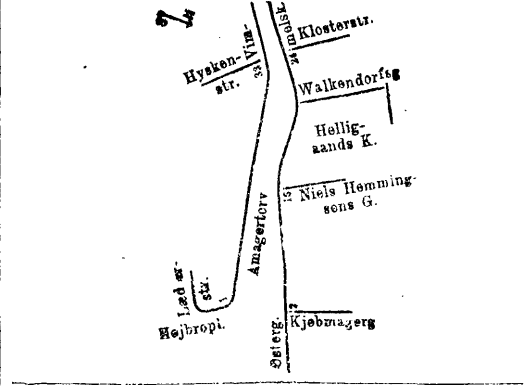 Vim-
melsk.
Klosterstr.
24
Hysken-
str.
33
Walkendorfsg
Hellig-
aands K.
15
Niels Hemming-
sens G.
Amagertorv
Læder-
str.
1
Højbropl.
Østerg.
Kjøbmagerg